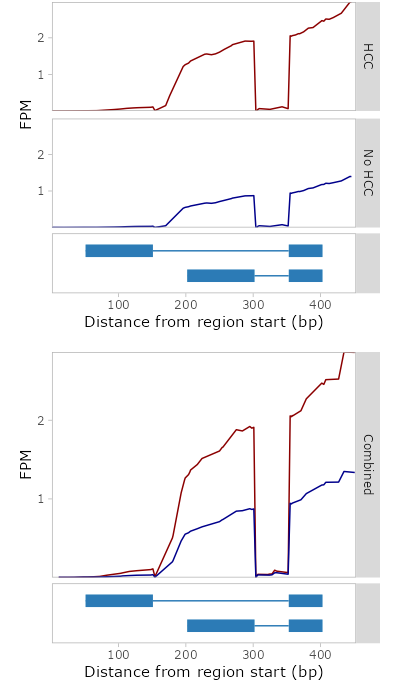 2
1
HCC
FPM
2
1
No HCC
100 200 300 400
Distance from region start (bp)
2
1
FPM
Combined
100 200 300 400
Distance from region start (bp)